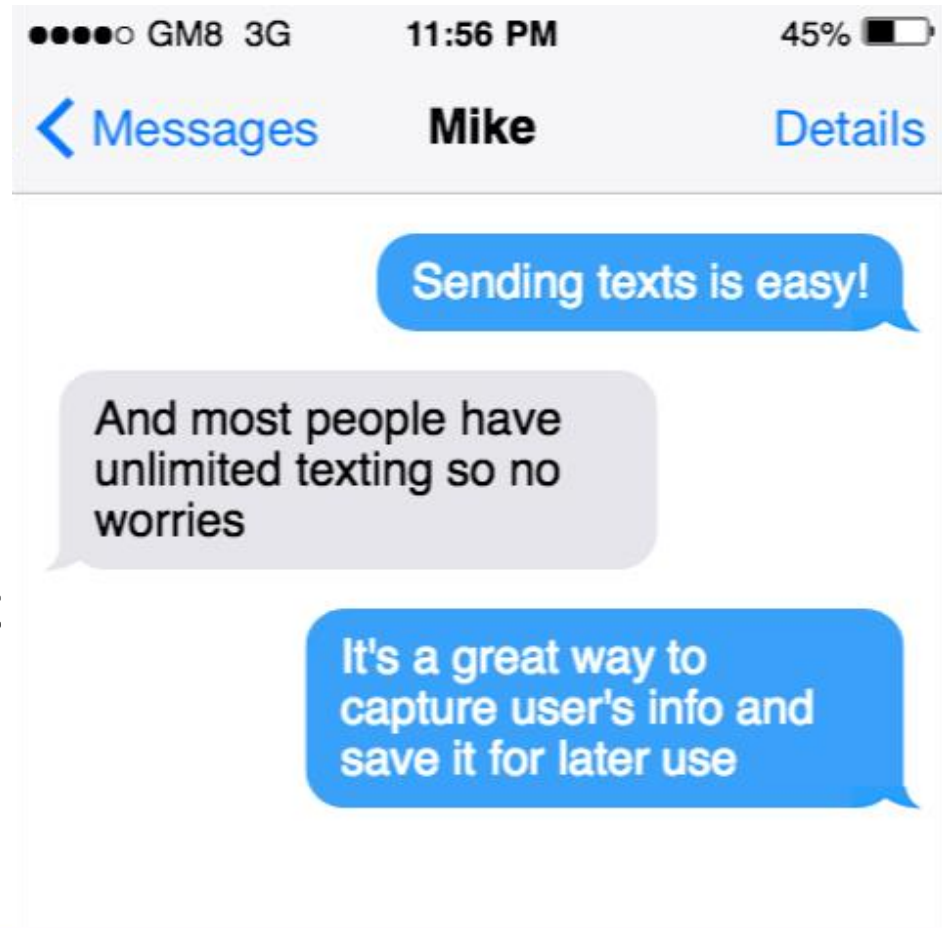 GM8 3G 11:56 PM 45%
Messages Mike Details
Sending texts is easy!
And most people have
unlimited texting so no
worries
It's a great way to
capture user's info and
save it for later use